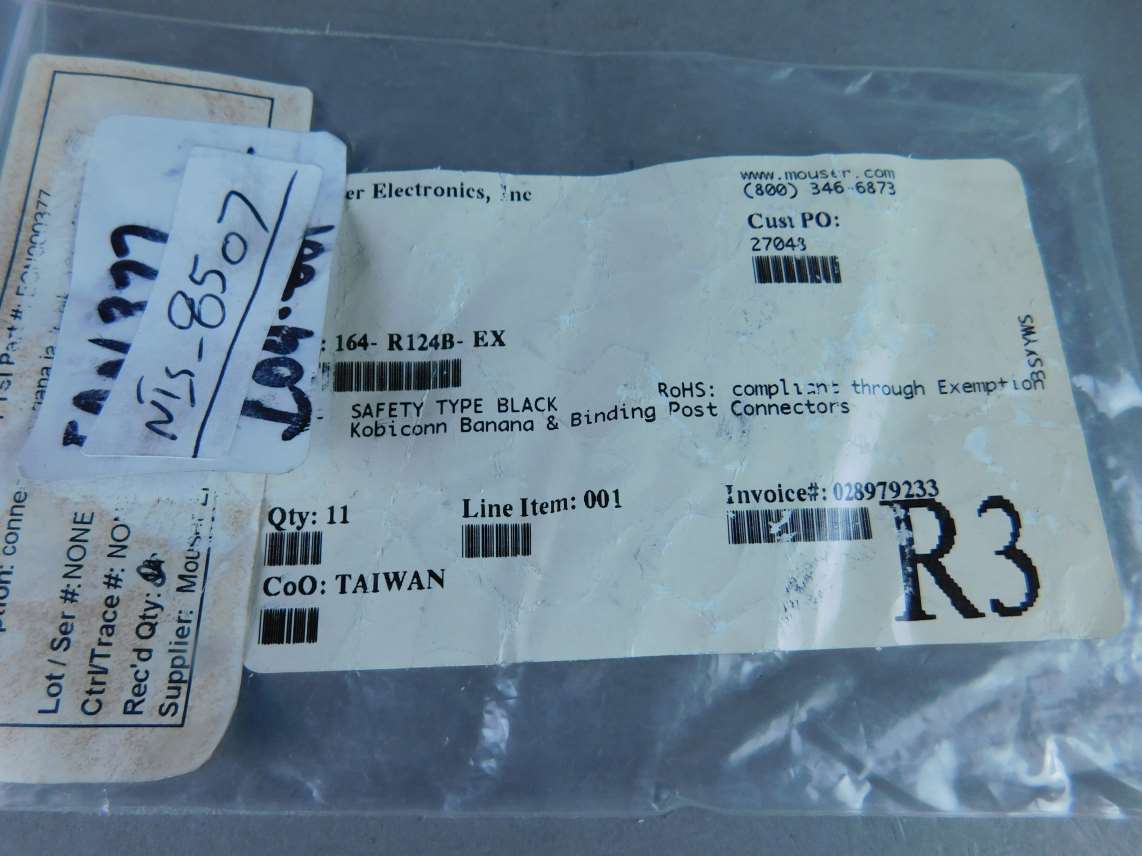 er Electronics, Inc
www.mouser.com
(800) 346-6873
Cust PO:
27048
: 164- R124B- EX
RoHS: compliant through Exemption
SAFETY TYPE BLACK
Kobiconn Banana & Binding Post Connectors
Qty: 11
Line Item: 001
Invoice#: 028979233
R3
CoO: TAIWAN
NIS-8507
Lot / Ser #: NONE
Ctrl/Trace #: NO
Rec'd Qty:
Supplier: Mouser